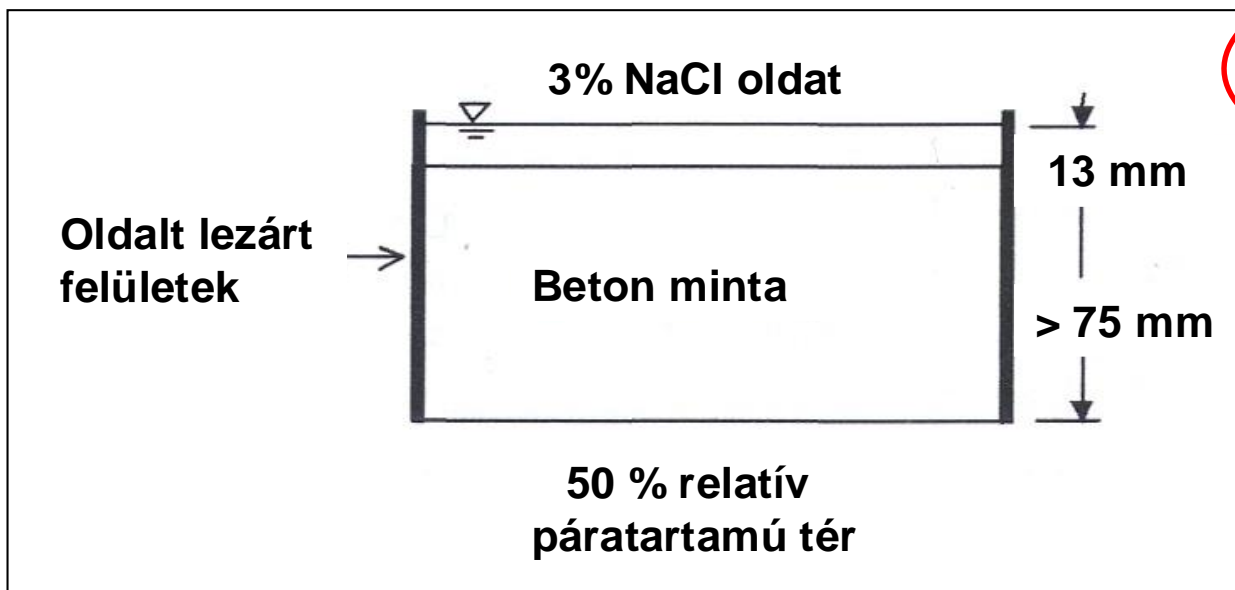 3% NaCl oldat
13 mm
Oldalt lezárt
felületek
Beton minta
> 75 mm
50 % relatív
páratartamú tér